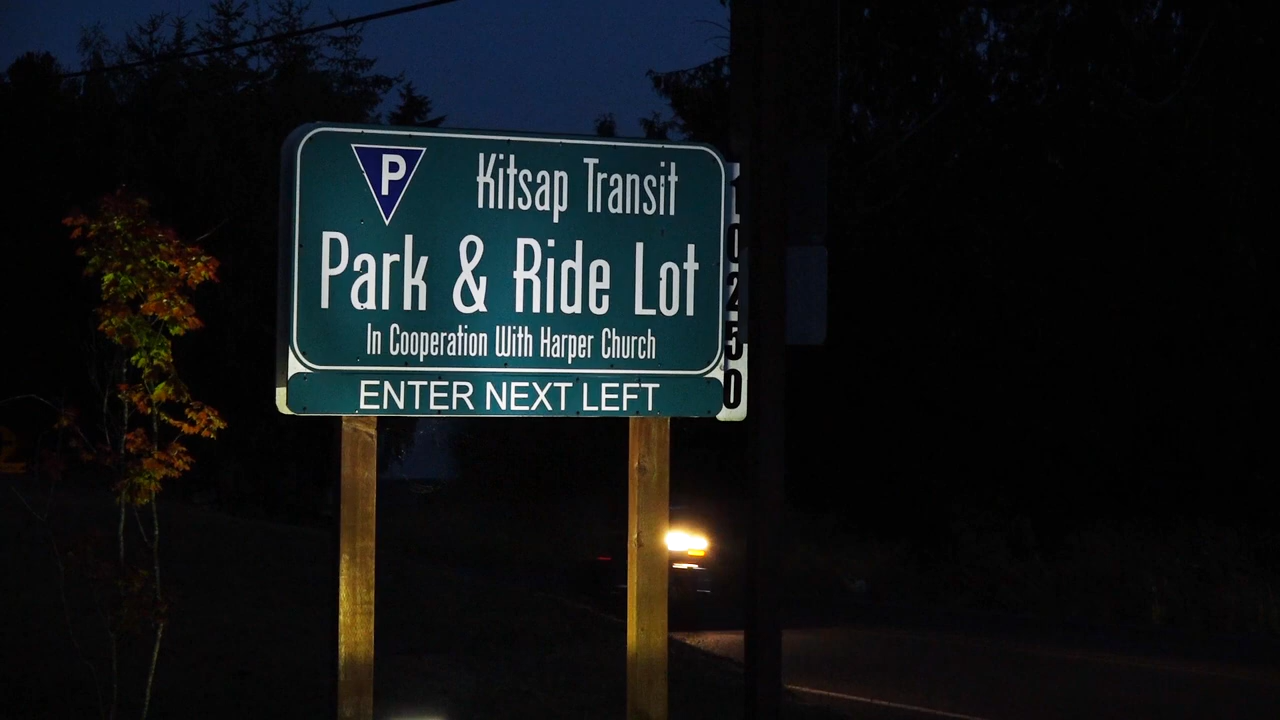 P
Kitsap Transit
Park & Ride Lot
In Cooperation With Harper Church
ENTER NEXT LEFT
10250